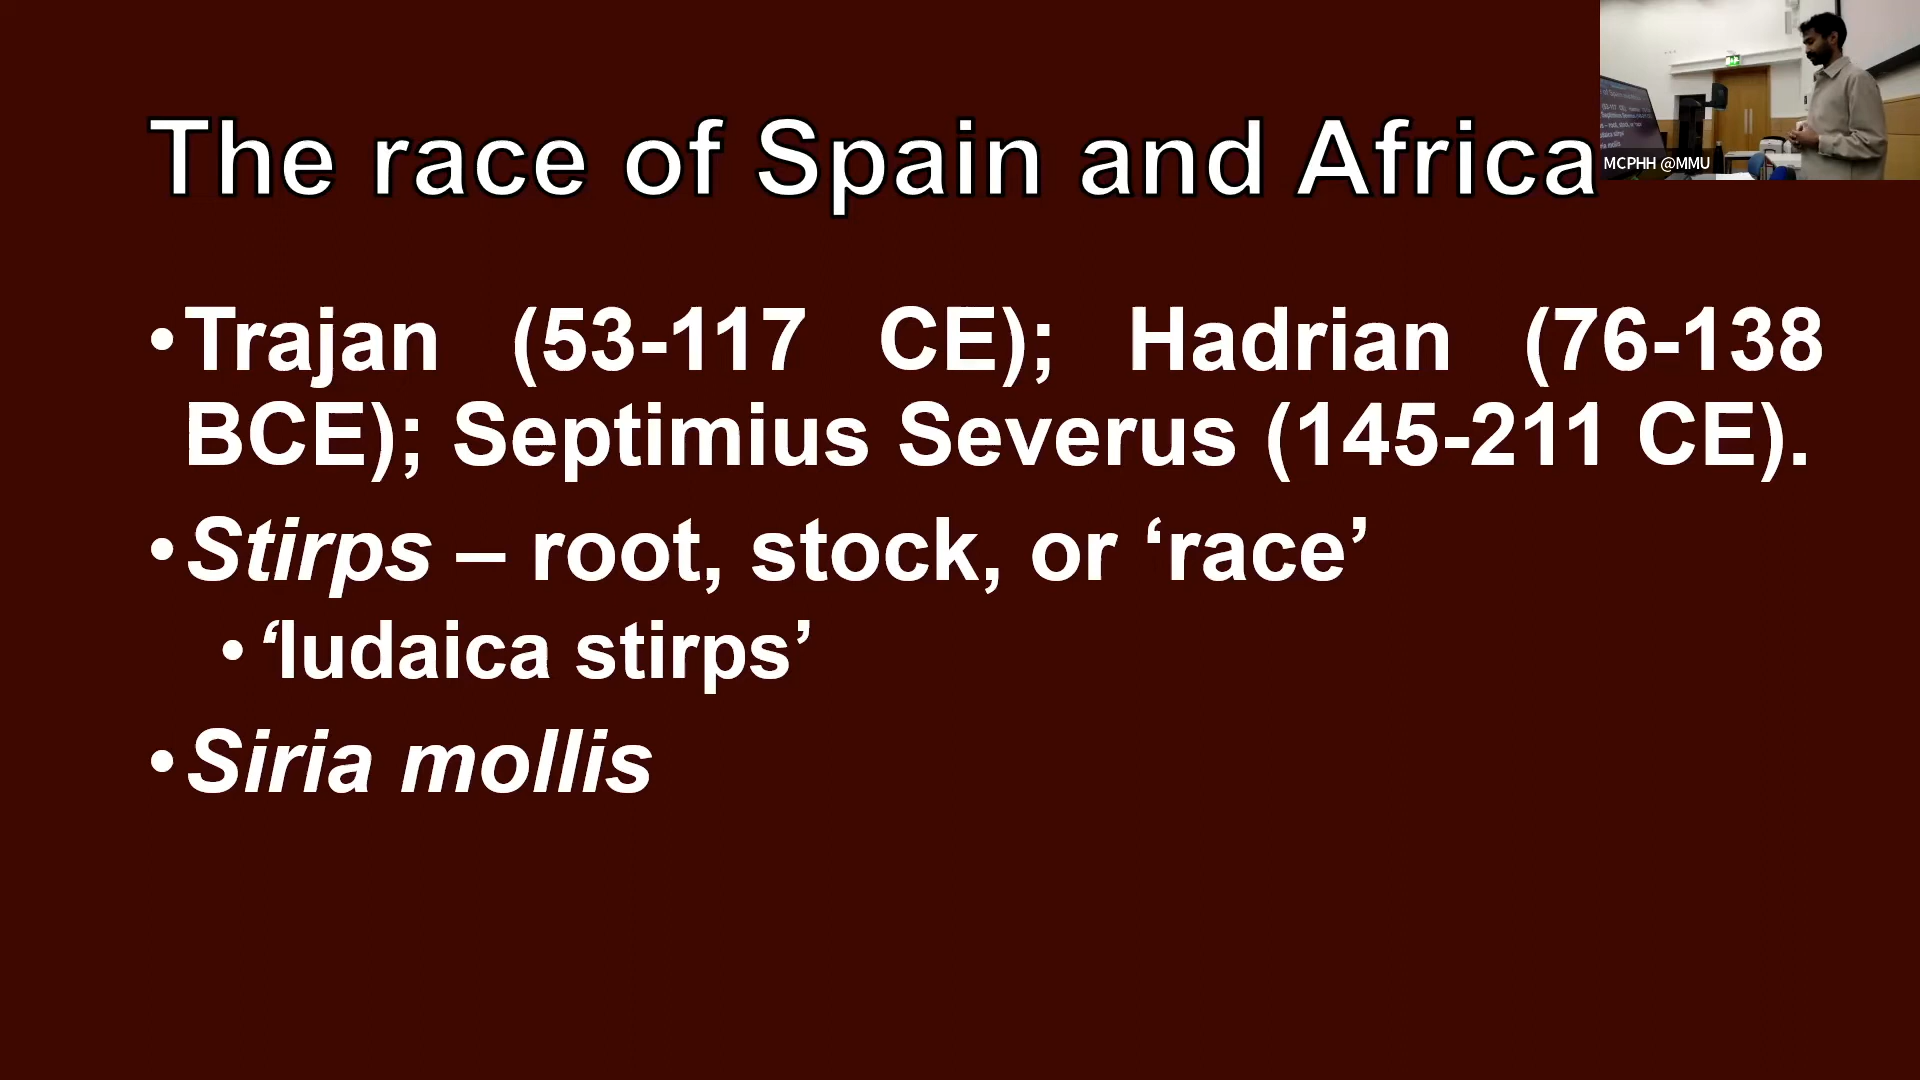 The race of Spain and Africa
MCPHH @MMU
•Trajan (53-117 CE); Hadrian (76-138
BCE); Septimius Severus (145-211 CE).
•Stirps – root, stock, or ‘race’
•‘Iudaica stirps’
•Siria mollis